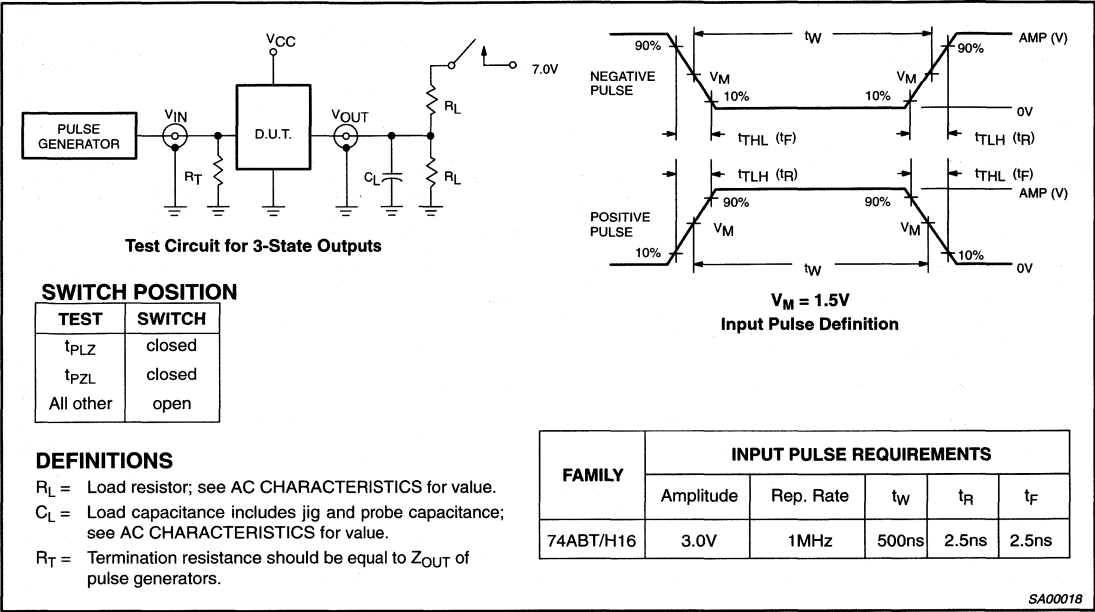 VCC
7.0V
RL
PULSE
GENERATOR
VIN
D.U.T.
VOUT
RT
CL
RL
Test Circuit for 3-State Outputs
90%
tW
90%
AMP (V)
NEGATIVE
PULSE
VM
VM
10%
10%
0V
tTHL (tF)
tTLH (tR)
tTLH (tR)
tTHL (tF)
AMP (V)
90%
90%
POSITIVE
PULSE
VM
VM
10%
10%
tW
0V
VM = 1.5V
Input Pulse Definition
SWITCH POSITION
TEST SWITCH
tPLZ closed
tPZL closed
All other open
DEFINITIONS
RL = Load resistor; see AC CHARACTERISTICS for value.
CL = Load capacitance includes jig and probe capacitance;
see AC CHARACTERISTICS for value.
RT = Termination resistance should be equal to ZOUT of
pulse generators.
FAMILY INPUT PULSE REQUIREMENTS
Amplitude Rep. Rate tW tR tF
74ABT/H16 3.0V 1MHz 500ns 2.5ns 2.5ns
SA00018